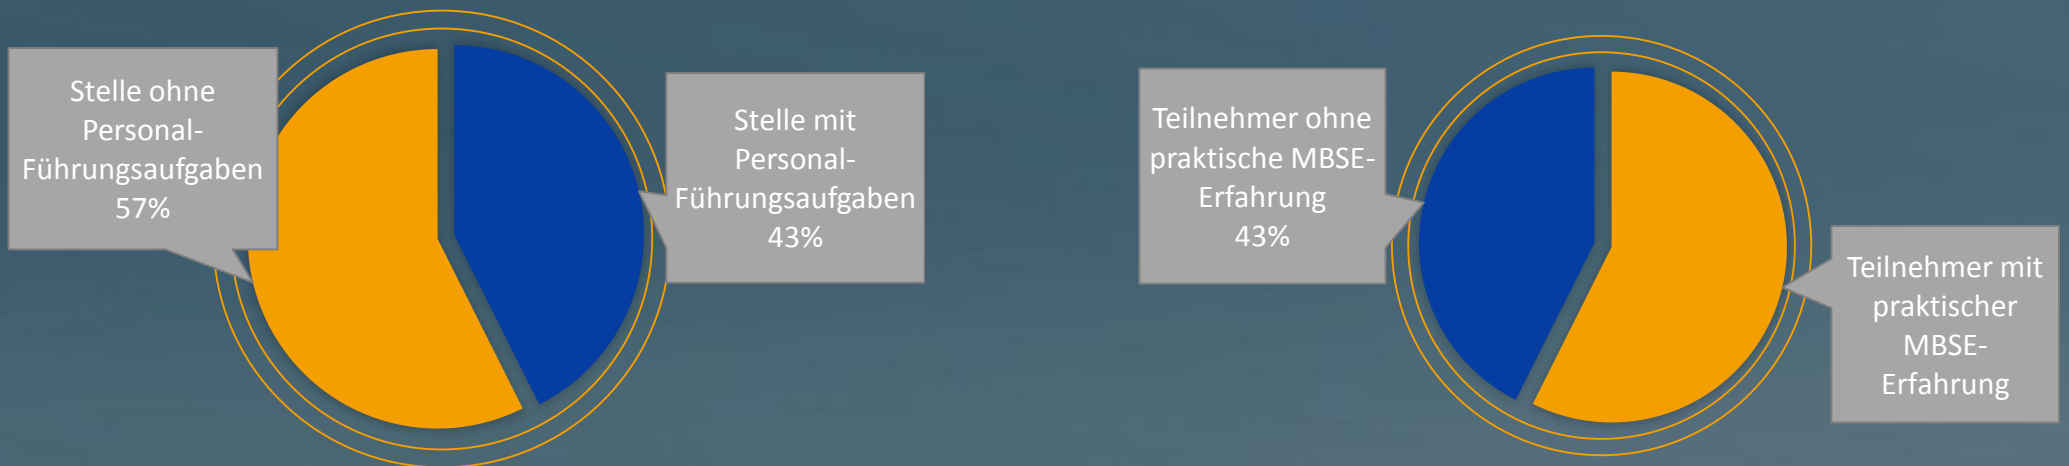 Stelle ohne
Personal-
Führungsaufgaben
57%
Stelle mit
Personal-
Führungsaufgaben
43%
Teilnehmer ohne
praktische MBSE-
Erfahrung
43%
Teilnehmer mit
praktischer
MBSE-
Erfahrung